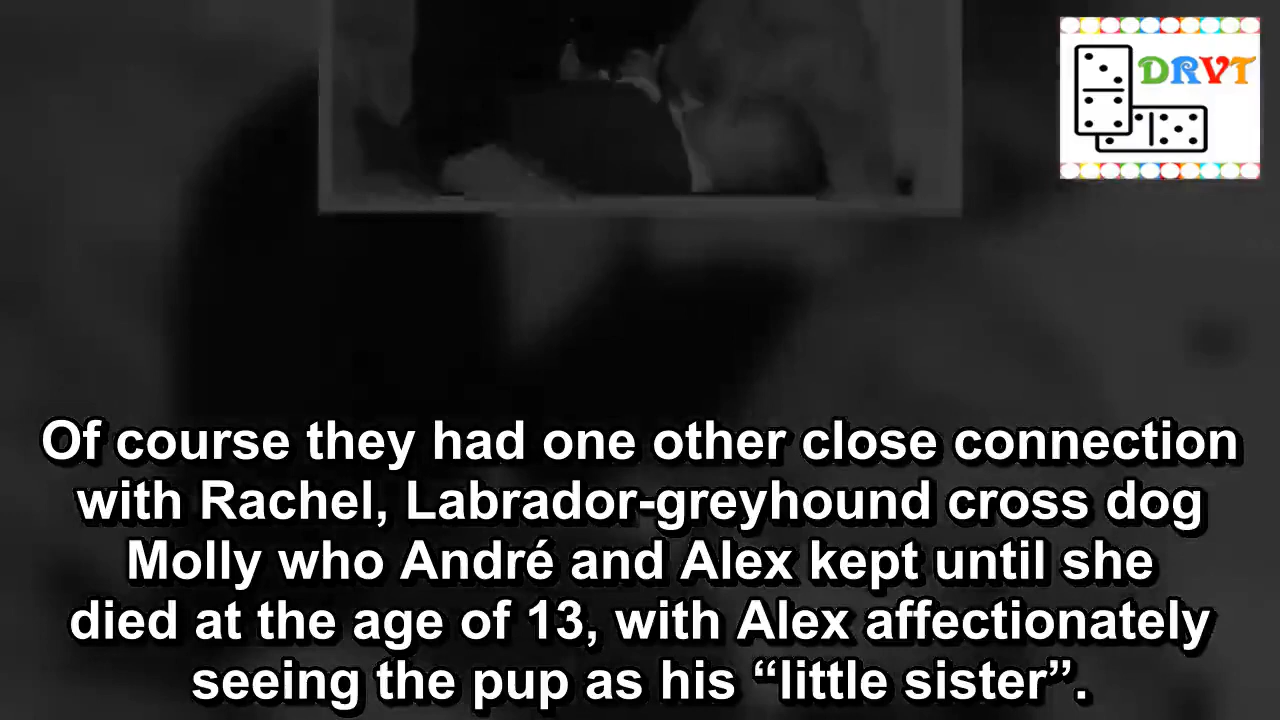 DRVT
Of course they had one other close connection
with Rachel, Labrador-greyhound cross dog
Molly who André and Alex kept until she
died at the age of 13, with Alex affectionately
seeing the pup as his “little sister”.